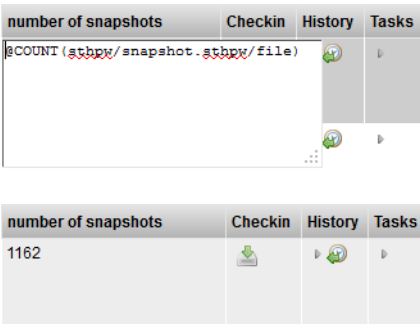 number of snapshots Checkin History Tasks
@COUNT(sthpw/snapshot.sthpw/file)
number of snapshots Checkin History Tasks
1162